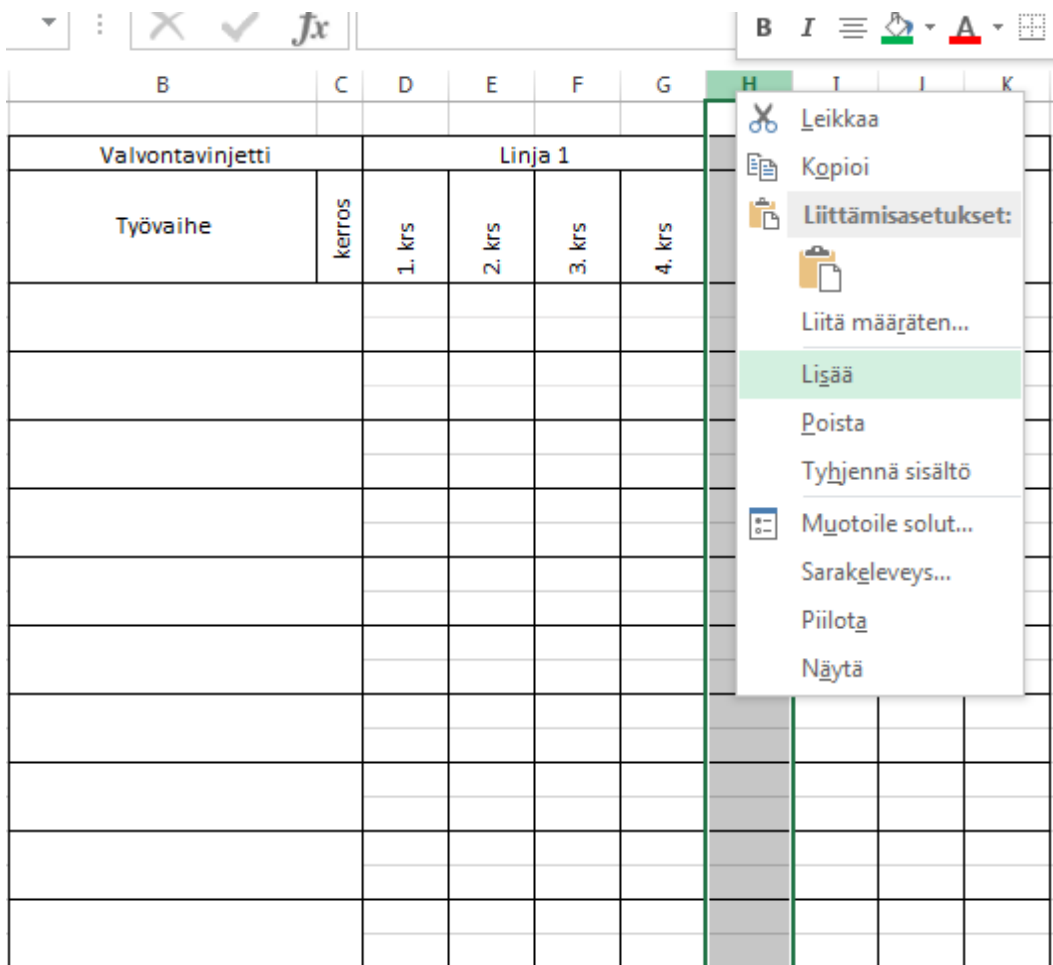 fx
B I A
B C D E F G H I J K
Valvontavinjetti Linja 1
Työvaihe kerros 1. krs 2. krs 3. krs 4. krs
Leikkaa
Kopioi
Liittämisasetukset:
Liitä määräten...
Lisää
Poista
Tyhjennä sisältö
Muotoile solut...
Sarakeleveys...
Piilota
Näytä